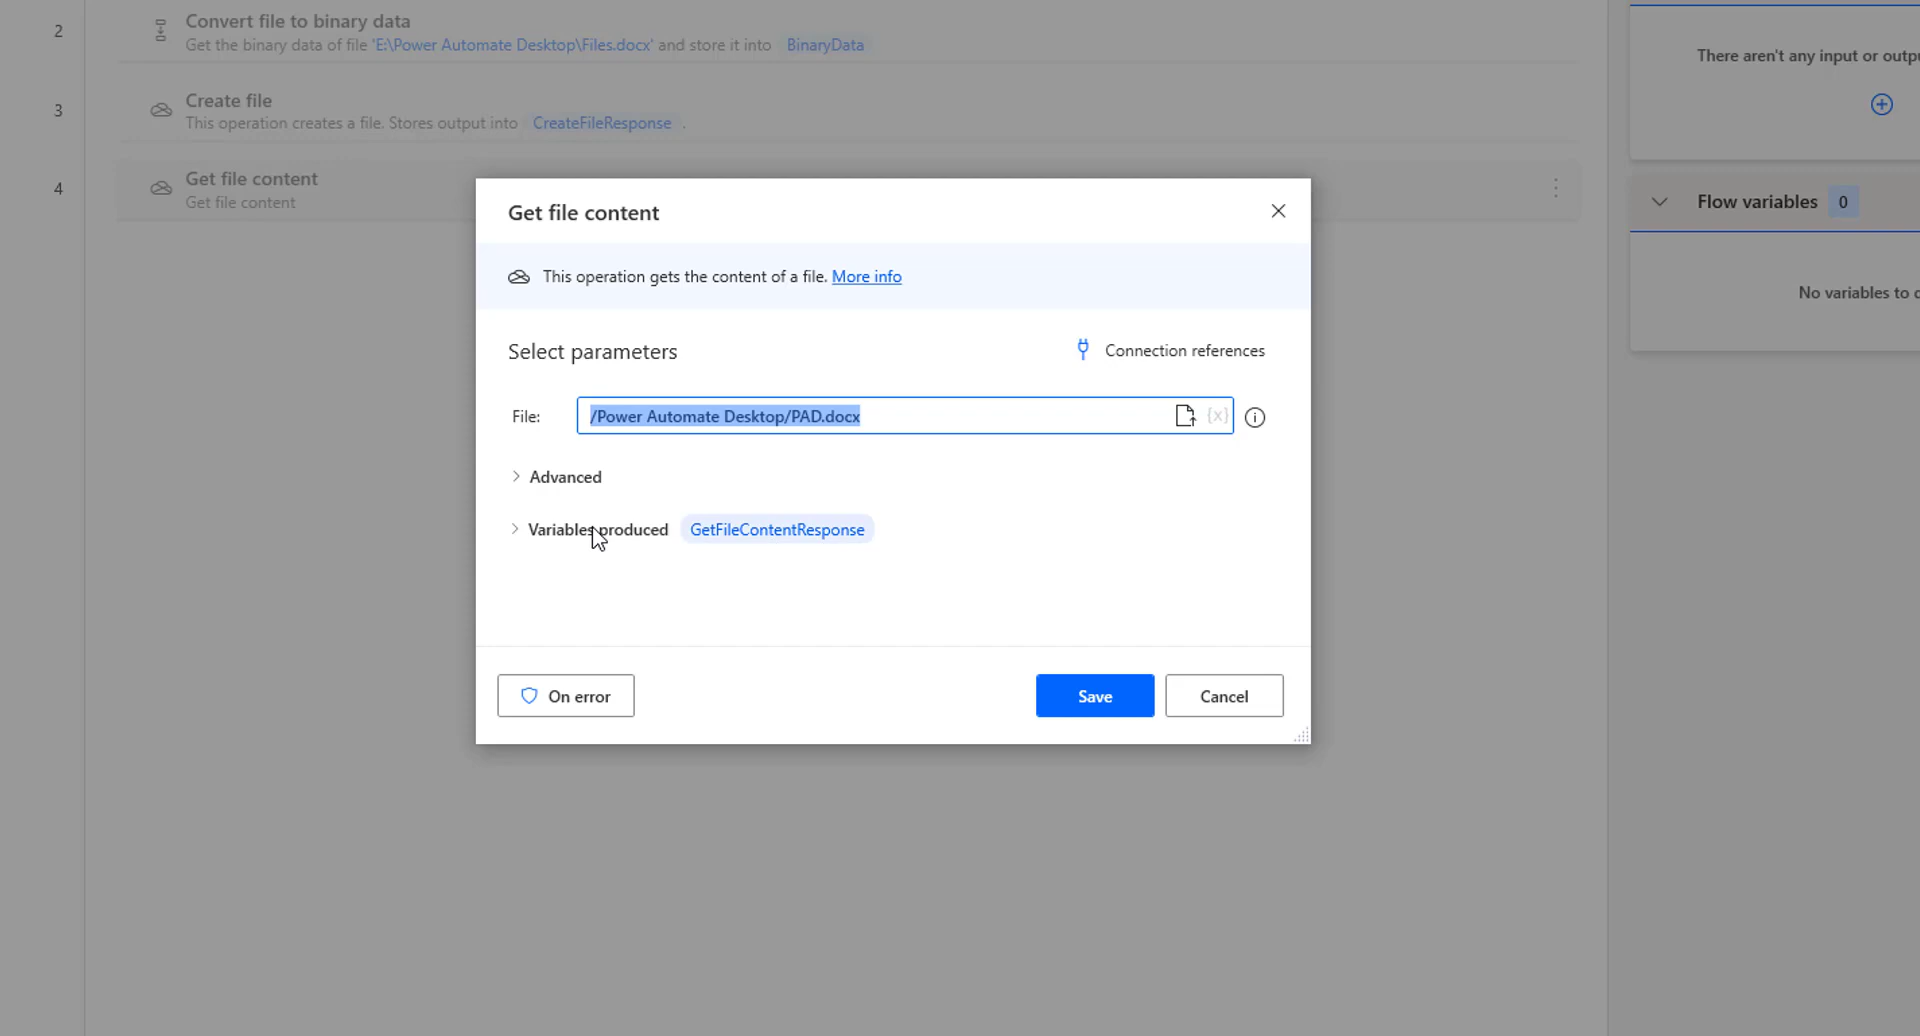 2
Convert file to binary data
Get the binary data of file 'E:\Power Automate Desktop\Files.docx' and store it into BinaryData
3
Create file
This operation creates a file. Stores output into CreateFileResponse .
4
Get file content
Get file content
There aren't any input or outpu
Flow variables 0
No variables to
Get file content
This operation gets the content of a file. More info
Select parameters
Connection references
File: /Power Automate Desktop/PAD.docx {x}
Advanced
Variables produced GetFileContentResponse
On error
Save
Cancel